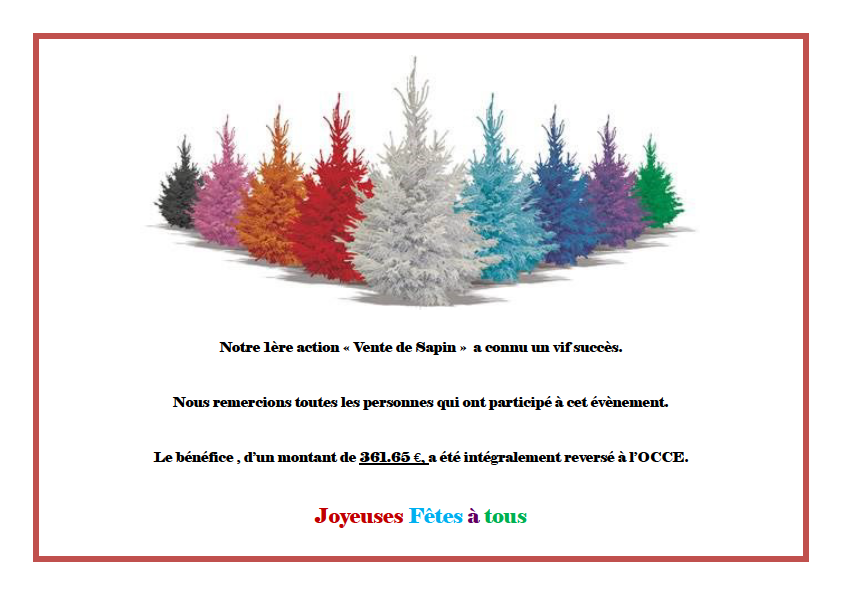 Notre 1ère action « Vente de Sapin »  a connu un vif succès.
Nous remercions toutes les personnes qui ont participé à cet évènement.
Le bénéfice , d'un montant de 361.65 €, a été intégralement reversé à l'OCCE.
Joyeuses Fêtes à tous